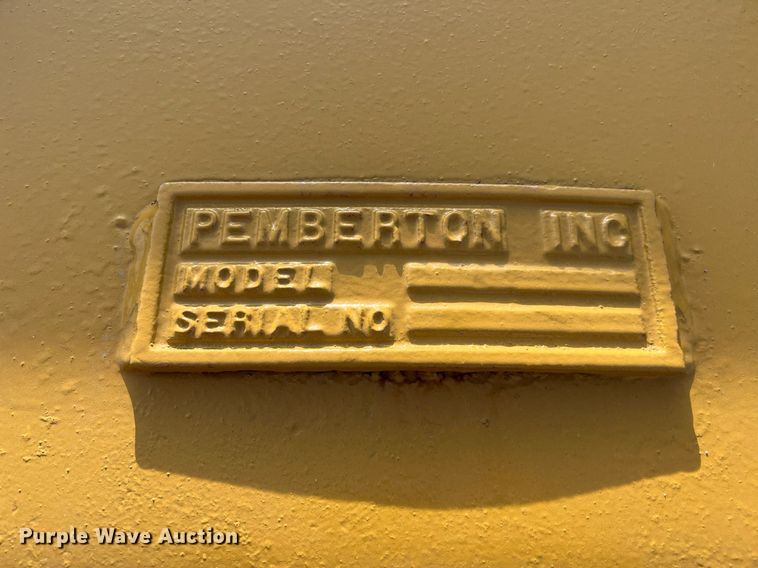 PEMBERTON INC
MODEL
SERIAL NO
Purple Wave Auction